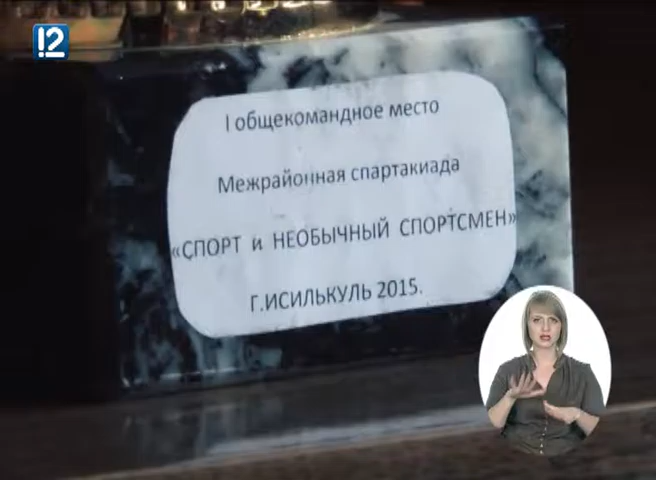 12
I общекомандное место
Межрайонная спартакиада
«СПОРТ и НЕОБЫЧНЫЙ СПОРТСМЕН»
Г.ИСИЛЬКУЛЬ 2015.